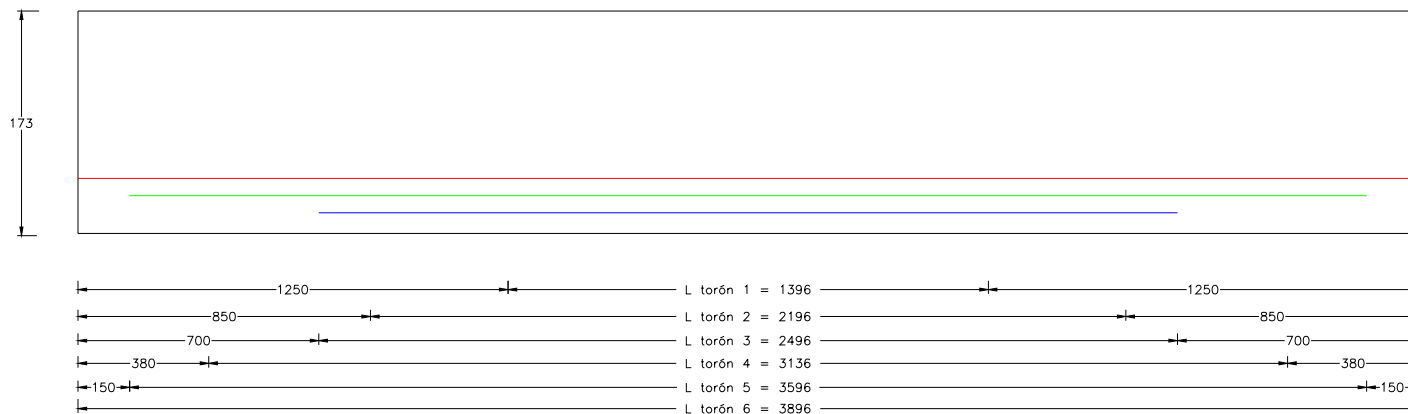 173
1250 L torón 1 = 1396 1250
850 L torón 2 = 2196 850
700 L torón 3 = 2496 700
380 L torón 4 = 3136 380
150 L torón 5 = 3596 150
L torón 6 = 3896